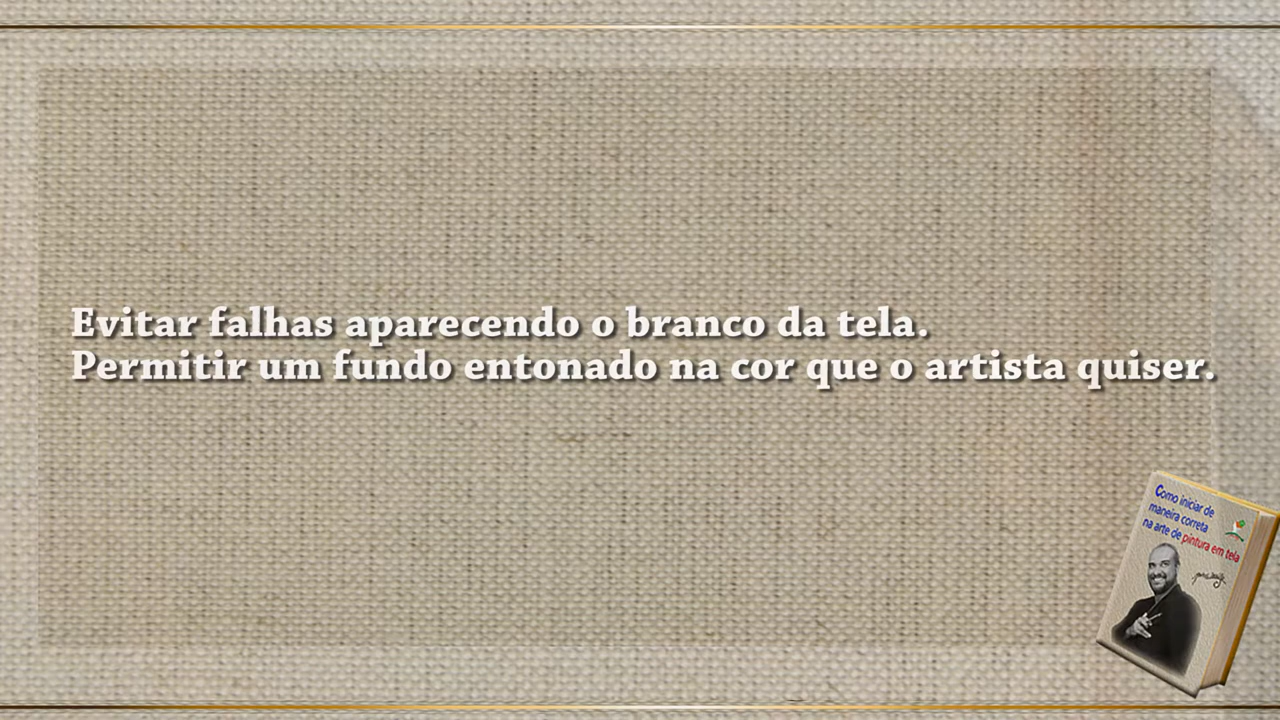 Evitar falhas aparecendo o branco da tela.
Permitir um fundo entonado na cor que o artista quiser.
Como iniciar de
maneira correta
na arte de pintura em tela